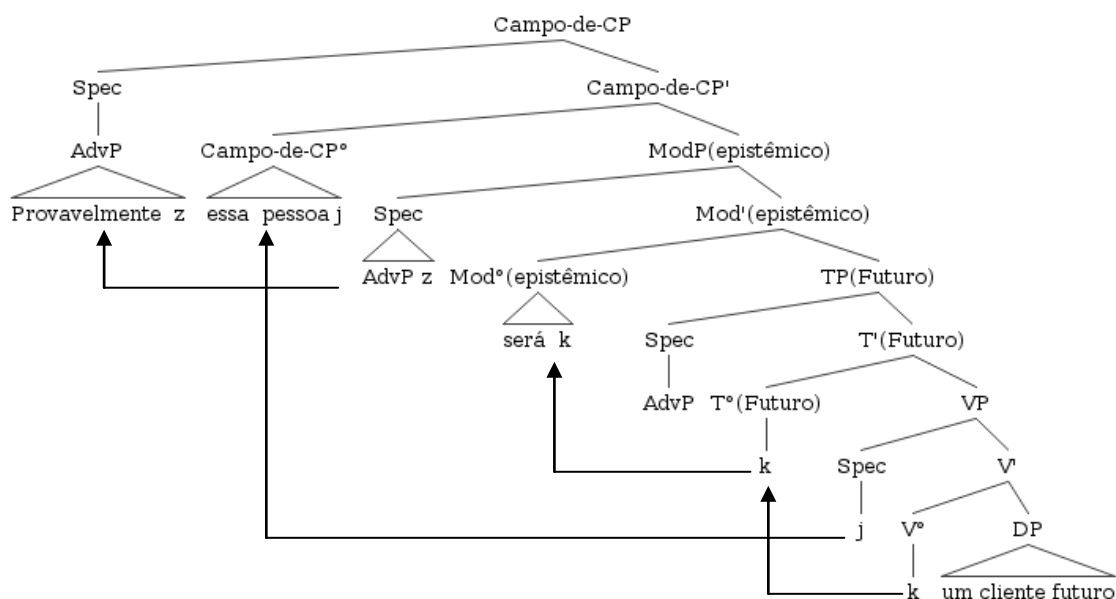 Campo-de-CP
Spec Campo-de-CP'
AdvP Campo-de-CP° ModP(epistêmico)
Provavelmente z essa pessoa j Spec Mod'(epistêmico)
AdvP z Mod°(epistêmico) TP(Futuro)
será k Spec T'(Futuro)
AdvP T°(Futuro) VP
k Spec V'
j V° DP
k um cliente futuro